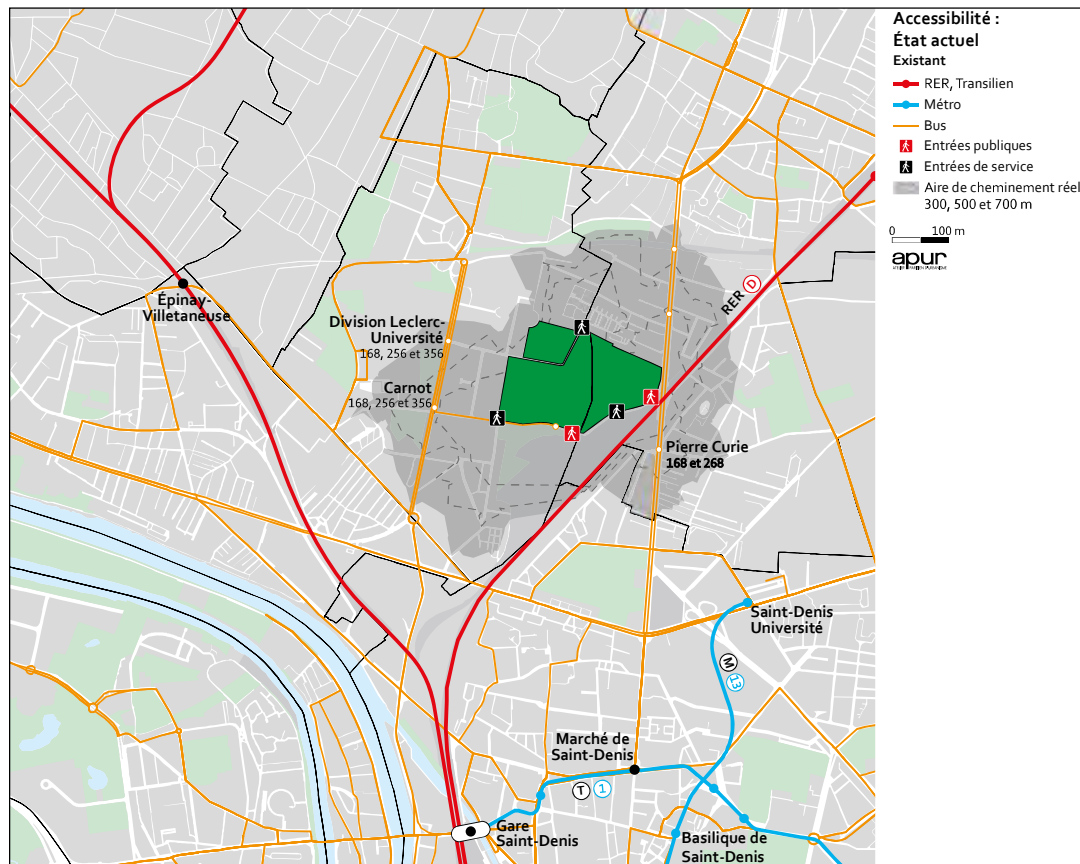 Accessibilité :
État actuel
Existant
RER, Transilien
Métro
Bus
Entrées publiques
Entrées de service
Aire de cheminement réel
300, 500 et 700 m
0 100 m
apur
Épinay-
Villetaneuse
Division Leclerc-
Université
168, 256 et 356
Carnot
168, 256 et 356
RER D
Pierre Curie
168 et 268
Saint-Denis
Université
M 13
Marché de
Saint-Denis
T 1
Gare
Saint-Denis
Basilique de
Saint-Denis